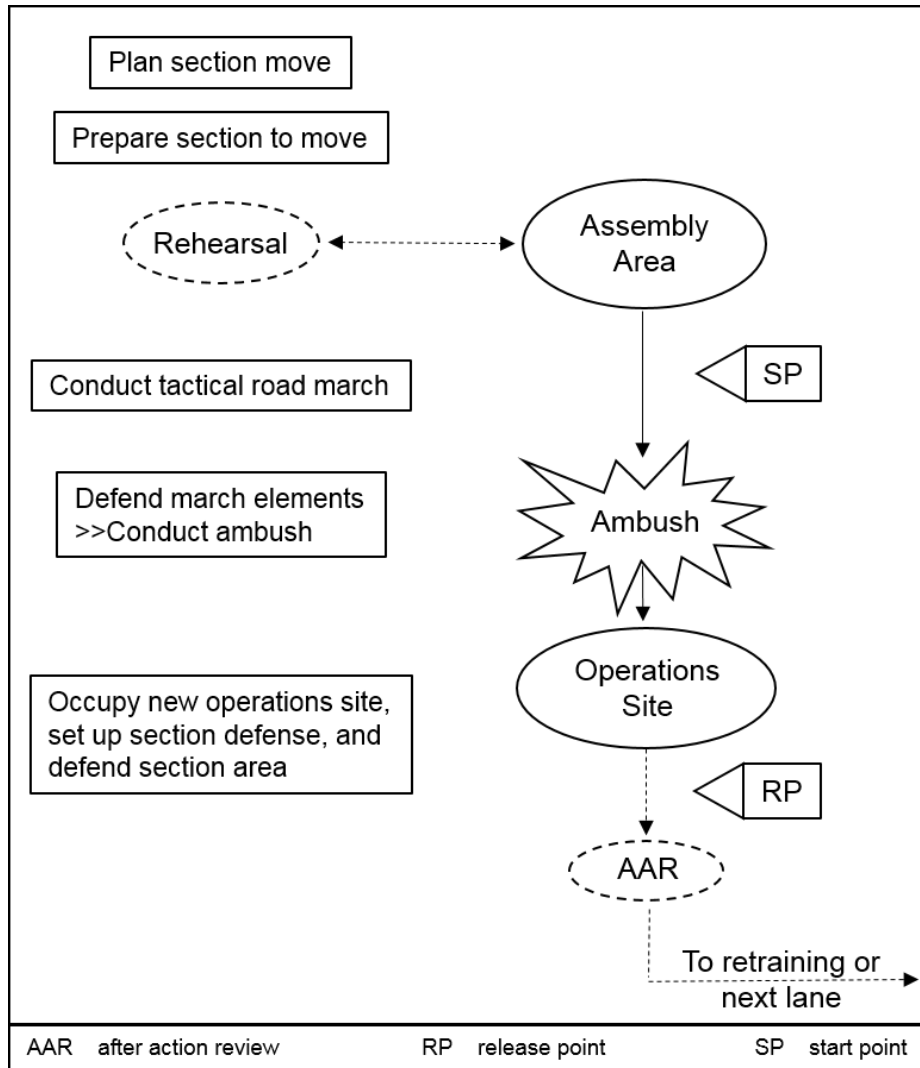 Plan section move
Prepare section to move
Rehearsal
Assembly
Area
Conduct tactical road march
SP
Defend march elements
>>Conduct ambush
Ambush
Occupy new operations site,
set up section defense, and
defend section area
Operations
Site
RP
AAR
To retraining or
next lane
AAR after action review RP release point SP start point